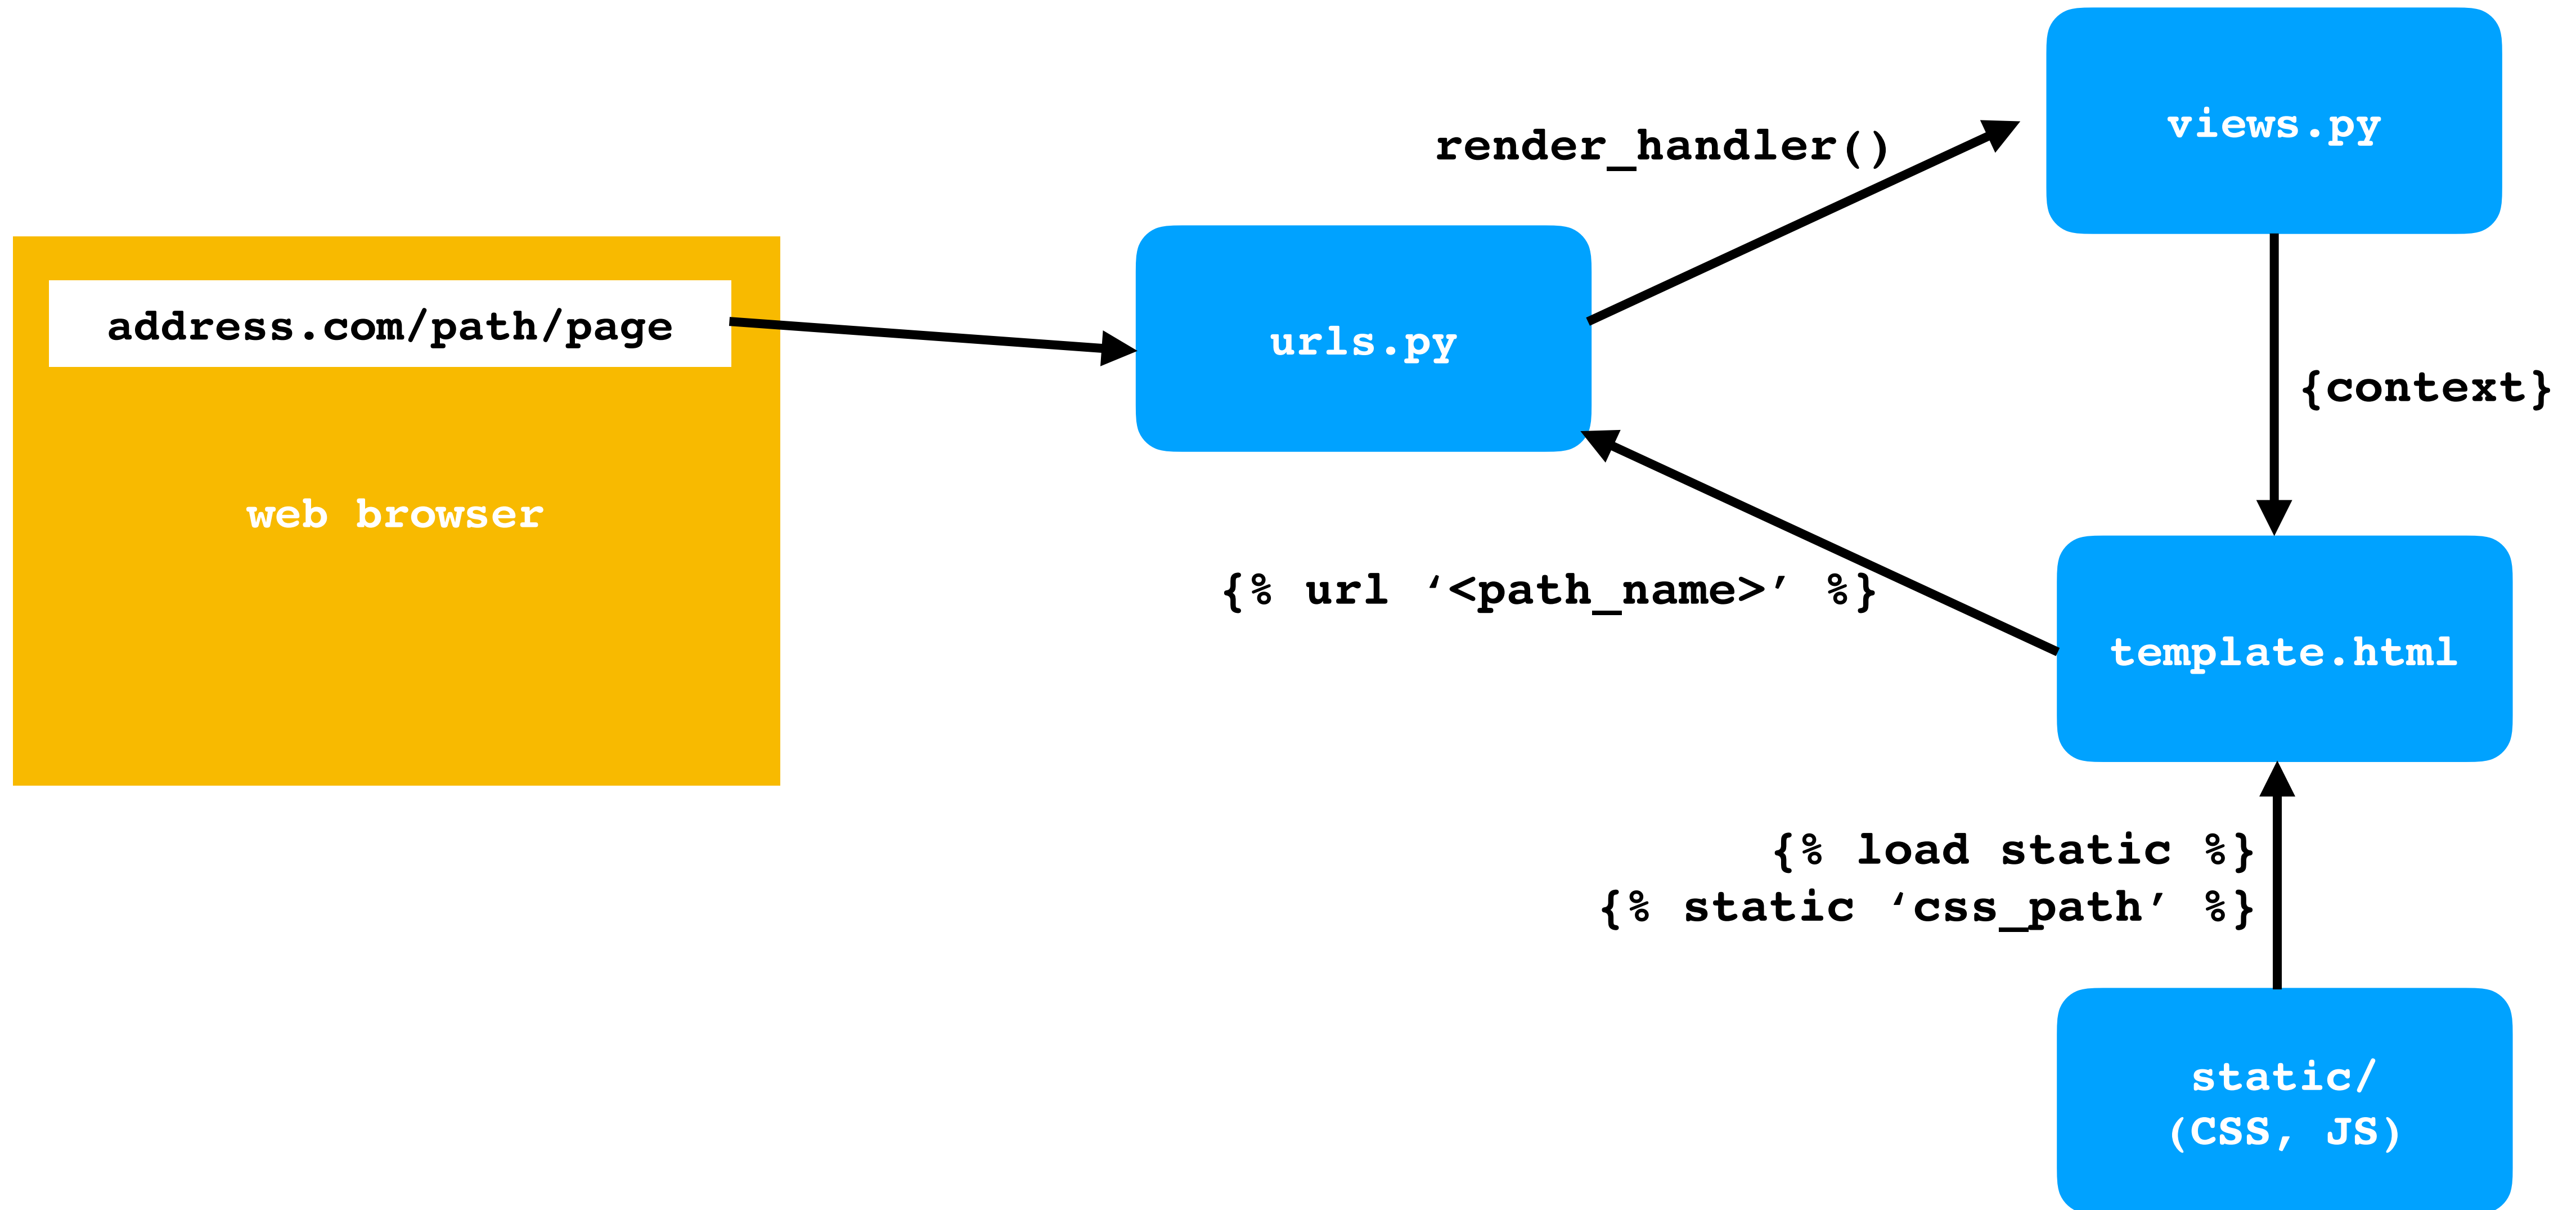 views.py
render_handler()
address.com/path/page
urls.py
{context}
web browser
{% url ‘<path_name>’ %}
template.html
{% load static %}
{% static ‘css_path’ %}
static/
(CSS, JS)